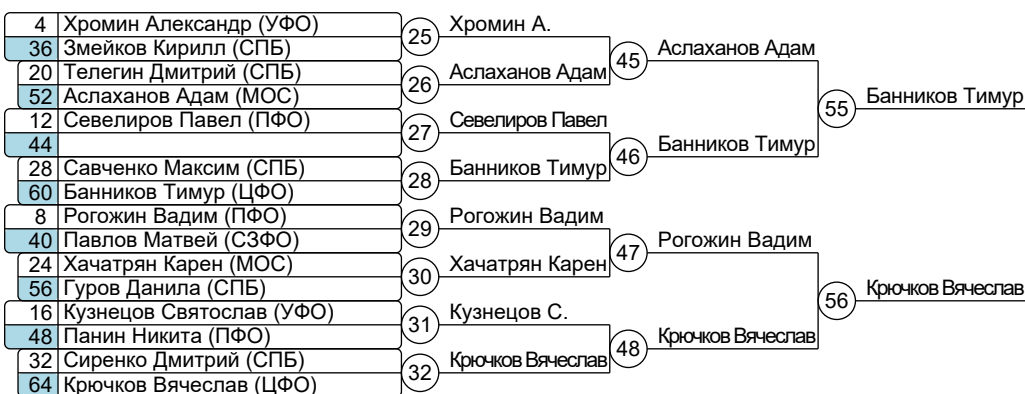 4 Хромин Александр (УФО)
36 Змейков Кирилл (СПБ)
20 Телегин Дмитрий (СПБ)
52 Аслаханов Адам (МОС)
12 Севелиров Павел (ПФО)
44
28 Савченко Максим (СПБ)
60 Банников Тимур (ЦФО)
8 Рогожин Вадим (ПФО)
40 Павлов Матвей (СЗФО)
24 Хачатрян Карен (МОС)
56 Гуров Данила (СПБ)
16 Кузнецов Святослав (УФО)
48 Панин Никита (ПФО)
32 Сиренко Дмитрий (СПБ)
64 Крючков Вячеслав (ЦФО)
25 Хромин А.
26 Аслаханов Адам
27 Севелиров Павел
28 Банников Тимур
29 Рогожин Вадим
30 Хачатрян Карен
31 Кузнецов С.
32 Крючков Вячеслав
45 Аслаханов Адам
46 Банников Тимур
47 Рогожин Вадим
48 Крючков Вячеслав
55 Банников Тимур
56 Крючков Вячеслав